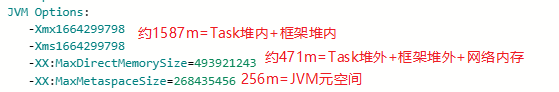 JVM Options:
-Xmx1664299798
约1587m=Task堆内+框架堆内
-Xms1664299798
-XX:MaxDirectMemorySize=493921243
约471m=Task堆外+框架堆外+网络内存
-XX:MaxMetaspaceSize=268435456
256m=JVM元空间